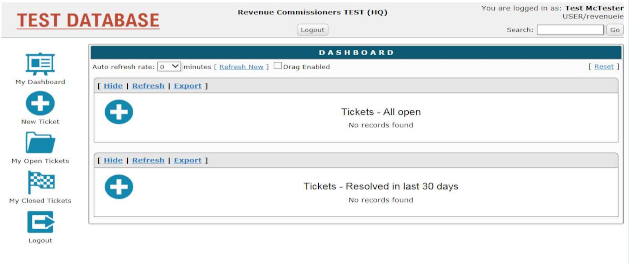 TEST DATABASE
Revenue Commissioners TEST (HQ)
Logout
You are logged in as: Test McTester
USER/revenueie
Search: Go
My Dashboard
New Ticket
My Open Tickets
My Closed Tickets
Logout
DASHBOARD
Auto refresh rate: 0 minutes [ Refresh Now ] Drag Enabled [ Reset ]
[ Hide | Refresh | Export ]
Tickets - All open
No records found
[ Hide | Refresh | Export ]
Tickets - Resolved in last 30 days
No records found